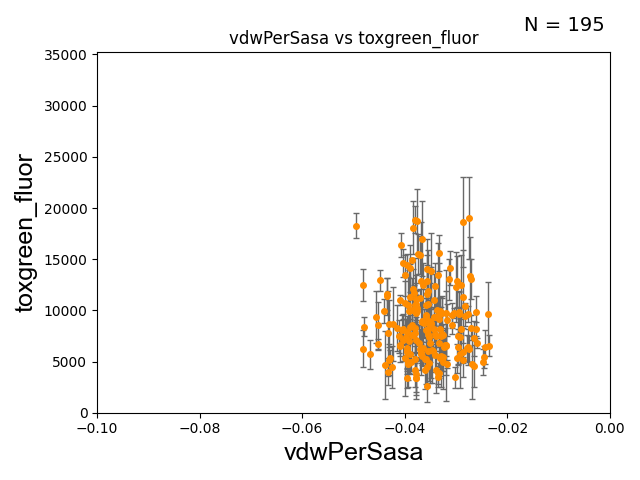 N = 195
vdwPerSasa vs toxgreen_fluor
35000
30000
25000
20000
15000
10000
5000
0
toxgreen_fluor
−0.10 −0.08 −0.06 −0.04 −0.02 0.00
vdwPerSasa